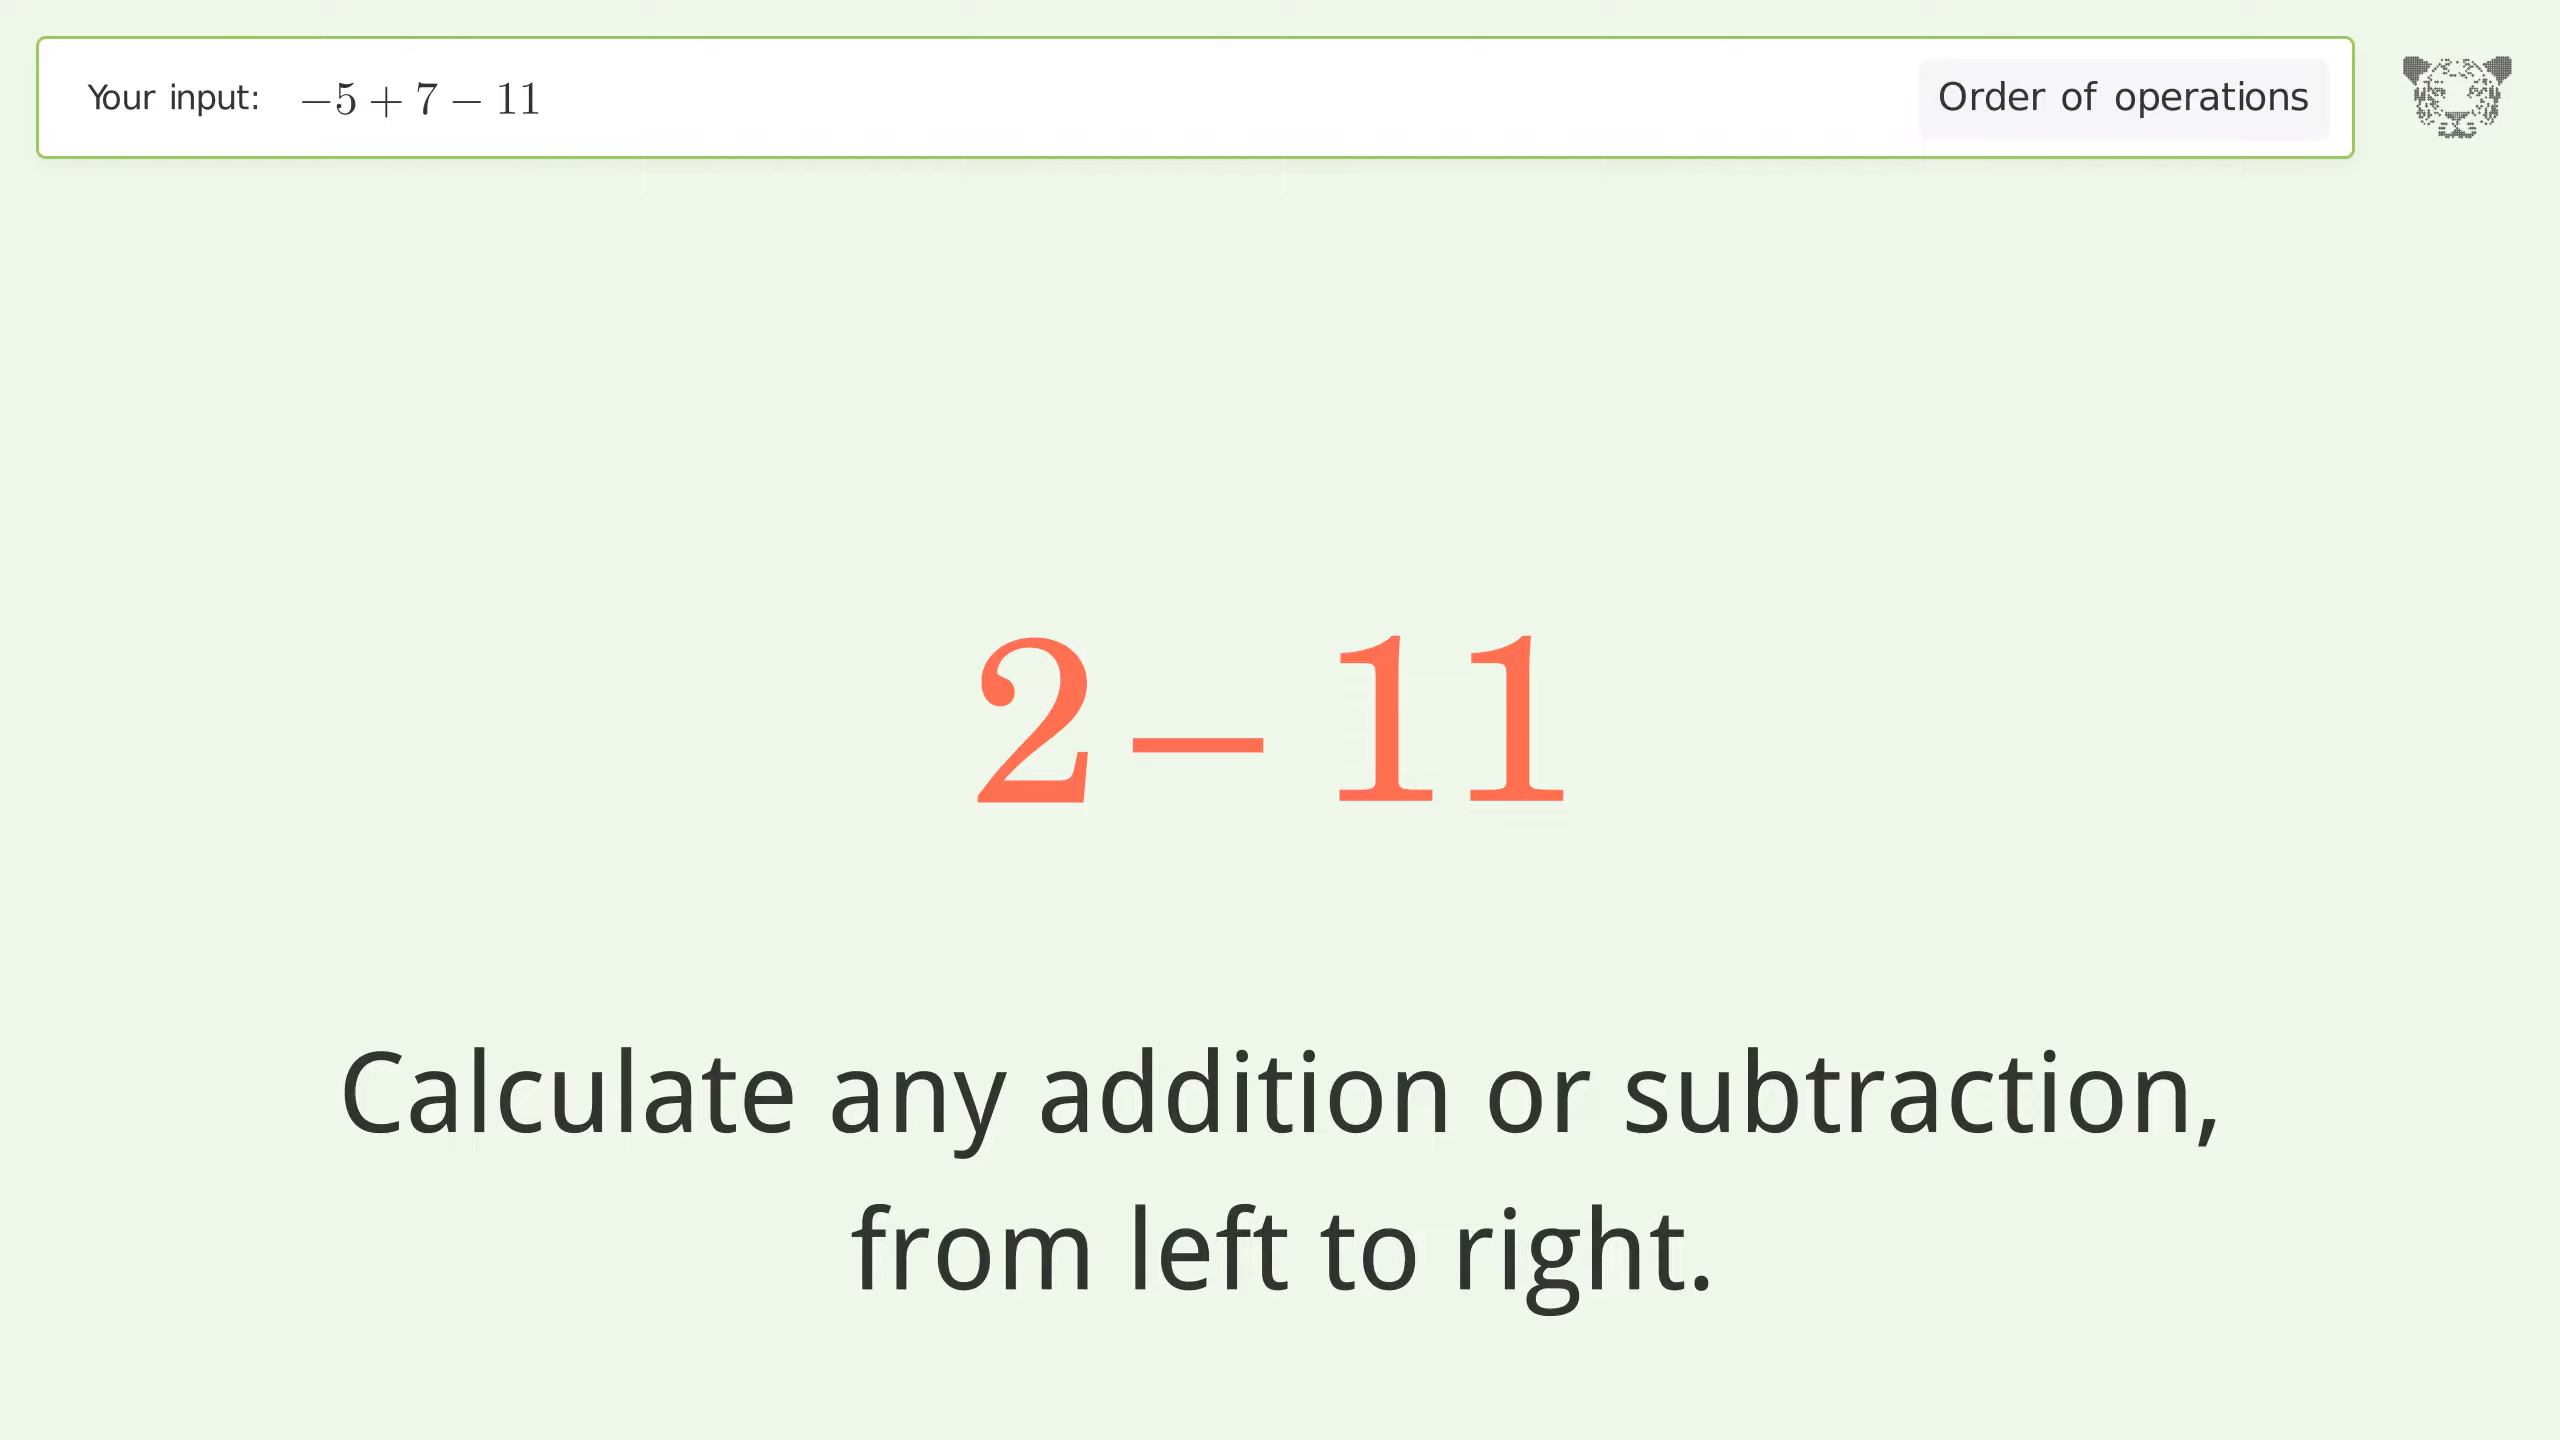 Your input: −5 + 7 − 11
Order of operations
2 − 11
Calculate any addition or subtraction,
from left to right.